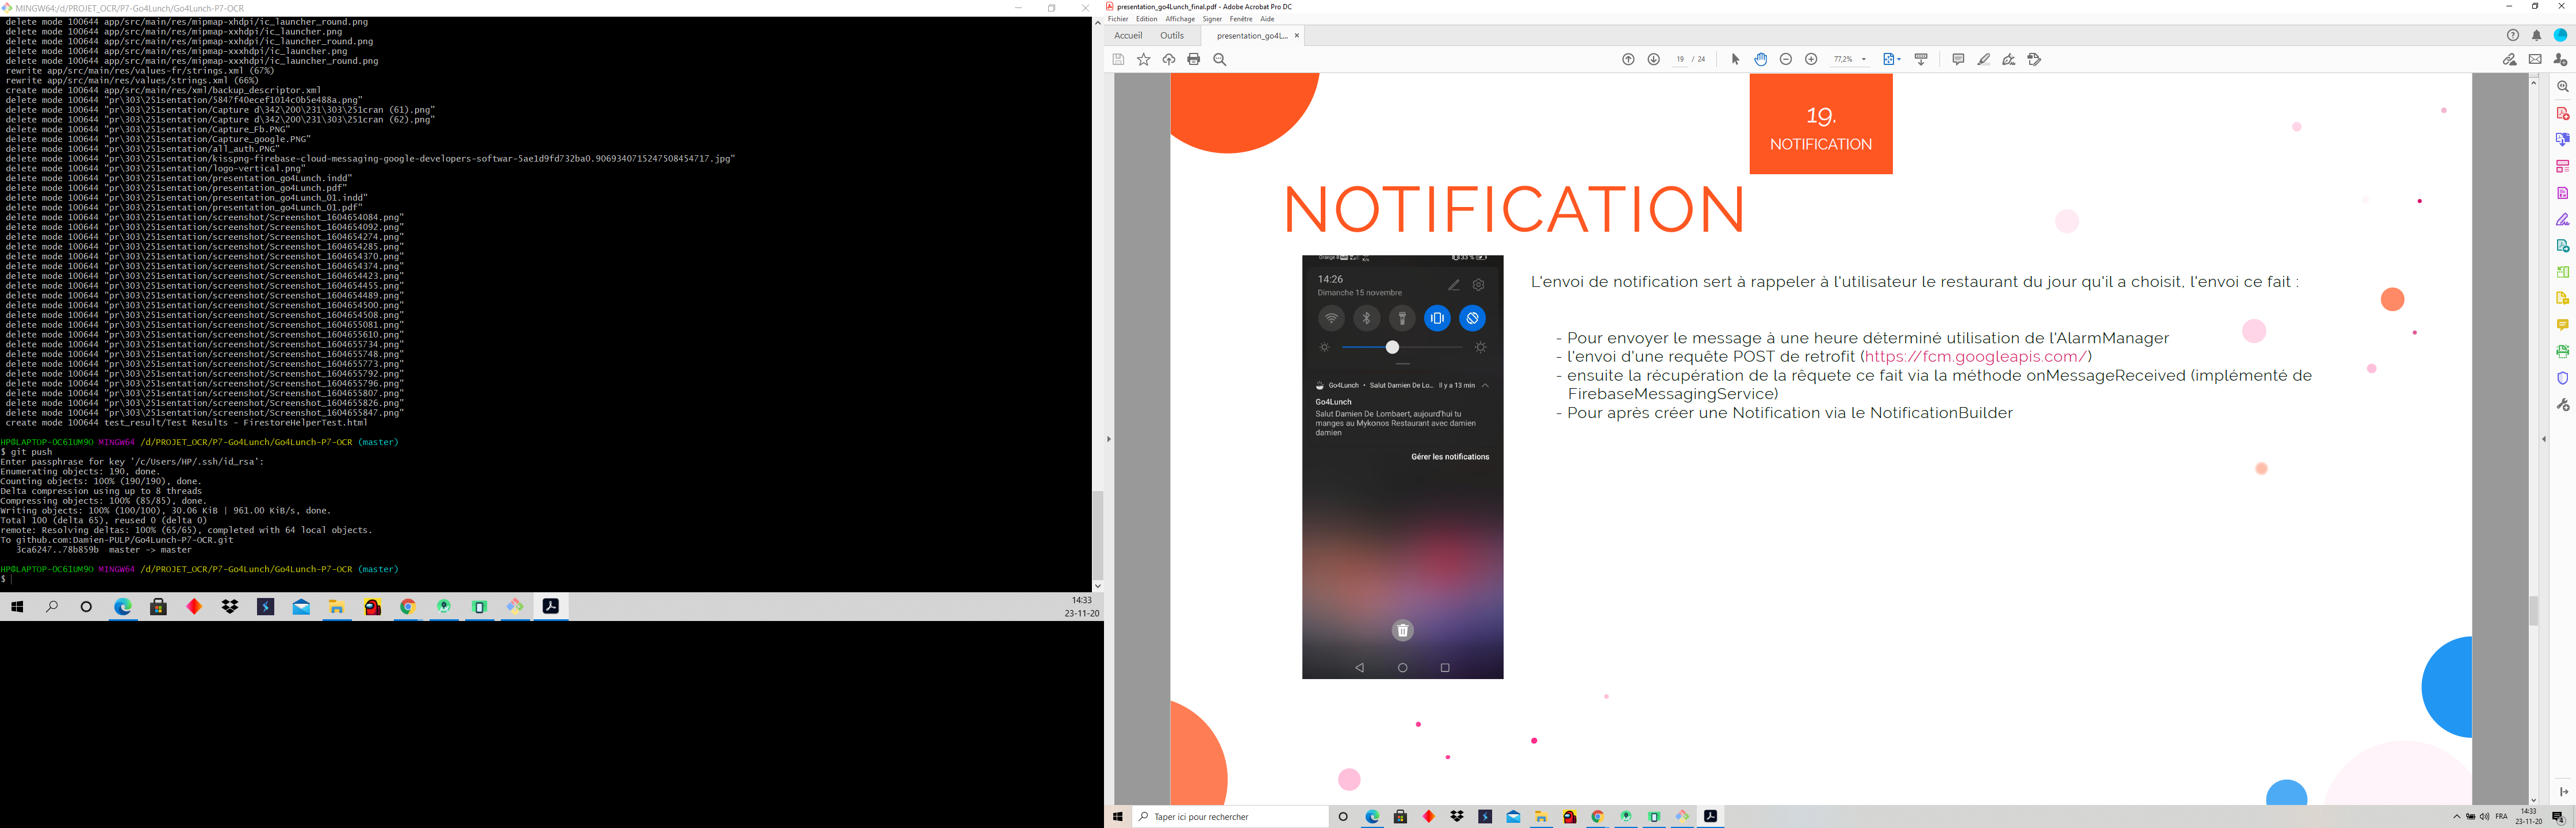 MINGW64:/d/PROJET_OCR/P7-Go4Lunch/Go4Lunch-P7-OCR
delete mode 100644 app/src/main/res/mipmap-xhdpi/ic_launcher_round.png
delete mode 100644 app/src/main/res/mipmap-xxhdpi/ic_launcher.png
delete mode 100644 app/src/main/res/mipmap-xxhdpi/ic_launcher_round.png
delete mode 100644 app/src/main/res/mipmap-xxxhdpi/ic_launcher.png
delete mode 100644 app/src/main/res/mipmap-xxxhdpi/ic_launcher_round.png
rewrite app/src/main/res/values-fr/strings.xml (67%)
rewrite app/src/main/res/values/strings.xml (66%)
create mode 100644 app/src/main/res/xml/backup_descriptor.xml
delete mode 100644 "pr\303\251sentation/5847f40ecef1014c0b5e488a.png"
delete mode 100644 "pr\303\251sentation/Capture d\342\200\231\303\251cran (61).png"
delete mode 100644 "pr\303\251sentation/Capture d\342\200\231\303\251cran (62).png"
delete mode 100644 "pr\303\251sentation/Capture_Fb.PNG"
delete mode 100644 "pr\303\251sentation/Capture_google.PNG"
delete mode 100644 "pr\303\251sentation/all_auth.PNG"
delete mode 100644 "pr\303\251sentation/kisspng-firebase-cloud-messaging-google-developers-softwar-5ae1d9fd732ba0.9069340715247508454717.jpg"
delete mode 100644 "pr\303\251sentation/logo-vertical.png"
delete mode 100644 "pr\303\251sentation/presentation_go4Lunch.indd"
delete mode 100644 "pr\303\251sentation/presentation_go4Lunch.pdf"
delete mode 100644 "pr\303\251sentation/presentation_go4Lunch_01.indd"
delete mode 100644 "pr\303\251sentation/presentation_go4Lunch_01.pdf"
delete mode 100644 "pr\303\251sentation/screenshot/Screenshot_1604654084.png"
delete mode 100644 "pr\303\251sentation/screenshot/Screenshot_1604654092.png"
delete mode 100644 "pr\303\251sentation/screenshot/Screenshot_1604654274.png"
delete mode 100644 "pr\303\251sentation/screenshot/Screenshot_1604654285.png"
delete mode 100644 "pr\303\251sentation/screenshot/Screenshot_1604654370.png"
delete mode 100644 "pr\303\251sentation/screenshot/Screenshot_1604654374.png"
delete mode 100644 "pr\303\251sentation/screenshot/Screenshot_1604654423.png"
delete mode 100644 "pr\303\251sentation/screenshot/Screenshot_1604654455.png"
delete mode 100644 "pr\303\251sentation/screenshot/Screenshot_1604654489.png"
delete mode 100644 "pr\303\251sentation/screenshot/Screenshot_1604654500.png"
delete mode 100644 "pr\303\251sentation/screenshot/Screenshot_1604654508.png"
delete mode 100644 "pr\303\251sentation/screenshot/Screenshot_1604655081.png"
delete mode 100644 "pr\303\251sentation/screenshot/Screenshot_1604655610.png"
delete mode 100644 "pr\303\251sentation/screenshot/Screenshot_1604655734.png"
delete mode 100644 "pr\303\251sentation/screenshot/Screenshot_1604655748.png"
delete mode 100644 "pr\303\251sentation/screenshot/Screenshot_1604655773.png"
delete mode 100644 "pr\303\251sentation/screenshot/Screenshot_1604655792.png"
delete mode 100644 "pr\303\251sentation/screenshot/Screenshot_1604655796.png"
delete mode 100644 "pr\303\251sentation/screenshot/Screenshot_1604655807.png"
delete mode 100644 "pr\303\251sentation/screenshot/Screenshot_1604655826.png"
delete mode 100644 "pr\303\251sentation/screenshot/Screenshot_1604655847.png"
create mode 100644 test_result/Test Results - FirestoreHelperTest.html
HP@LAPTOP-OC61UM9O MINGW64 /d/PROJET_OCR/P7-Go4Lunch/Go4Lunch-P7-OCR (master)
$ git push
Enter passphrase for key '/c/Users/HP/.ssh/id_rsa':
Enumerating objects: 190, done.
Counting objects: 100% (190/190), done.
Delta compression using up to 8 threads
Compressing objects: 100% (85/85), done.
Writing objects: 100% (100/100), 30.06 KiB | 961.00 KiB/s, done.
Total 100 (delta 65), reused 0 (delta 0)
remote: Resolving deltas: 100% (65/65), completed with 64 local objects.
To github.com:Damien-PULP/Go4Lunch-P7-OCR.git
3ca6247..78b859b master -> master
HP@LAPTOP-OC61UM9O MINGW64 /d/PROJET_OCR/P7-Go4Lunch/Go4Lunch-P7-OCR (master)
$
14:33
23-11-20
presentation_go4Lunch_final.pdf - Adobe Acrobat Pro DC
Fichier Edition Affichage Signer Fenêtre Aide
Accueil Outils presentation_go4L... ×
19 / 24 77,2%
19.
NOTIFICATION
NOTIFICATION
Orange B 33 %
14:26
Dimanche 15 novembre
Go4Lunch • Salut Damien De Lo... Il y a 13 min
Go4Lunch
Salut Damien De Lombaert, aujourd'hui tu
manges au Mykonos Restaurant avec damien
damien
Gérer les notifications
L'envoi de notification sert à rappeler à l'utilisateur le restaurant du jour qu'il a choisit, l'envoi ce fait :
- Pour envoyer le message à une heure déterminé utilisation de l'AlarmManager
- l'envoi d'une requête POST de retrofit (https://fcm.googleapis.com/)
- ensuite la récupération de la rêquete ce fait via la méthode onMessageReceived (implémenté de
FirebaseMessagingService)
- Pour après créer une Notification via le NotificationBuilder
Taper ici pour rechercher
FRA
14:33
23-11-20